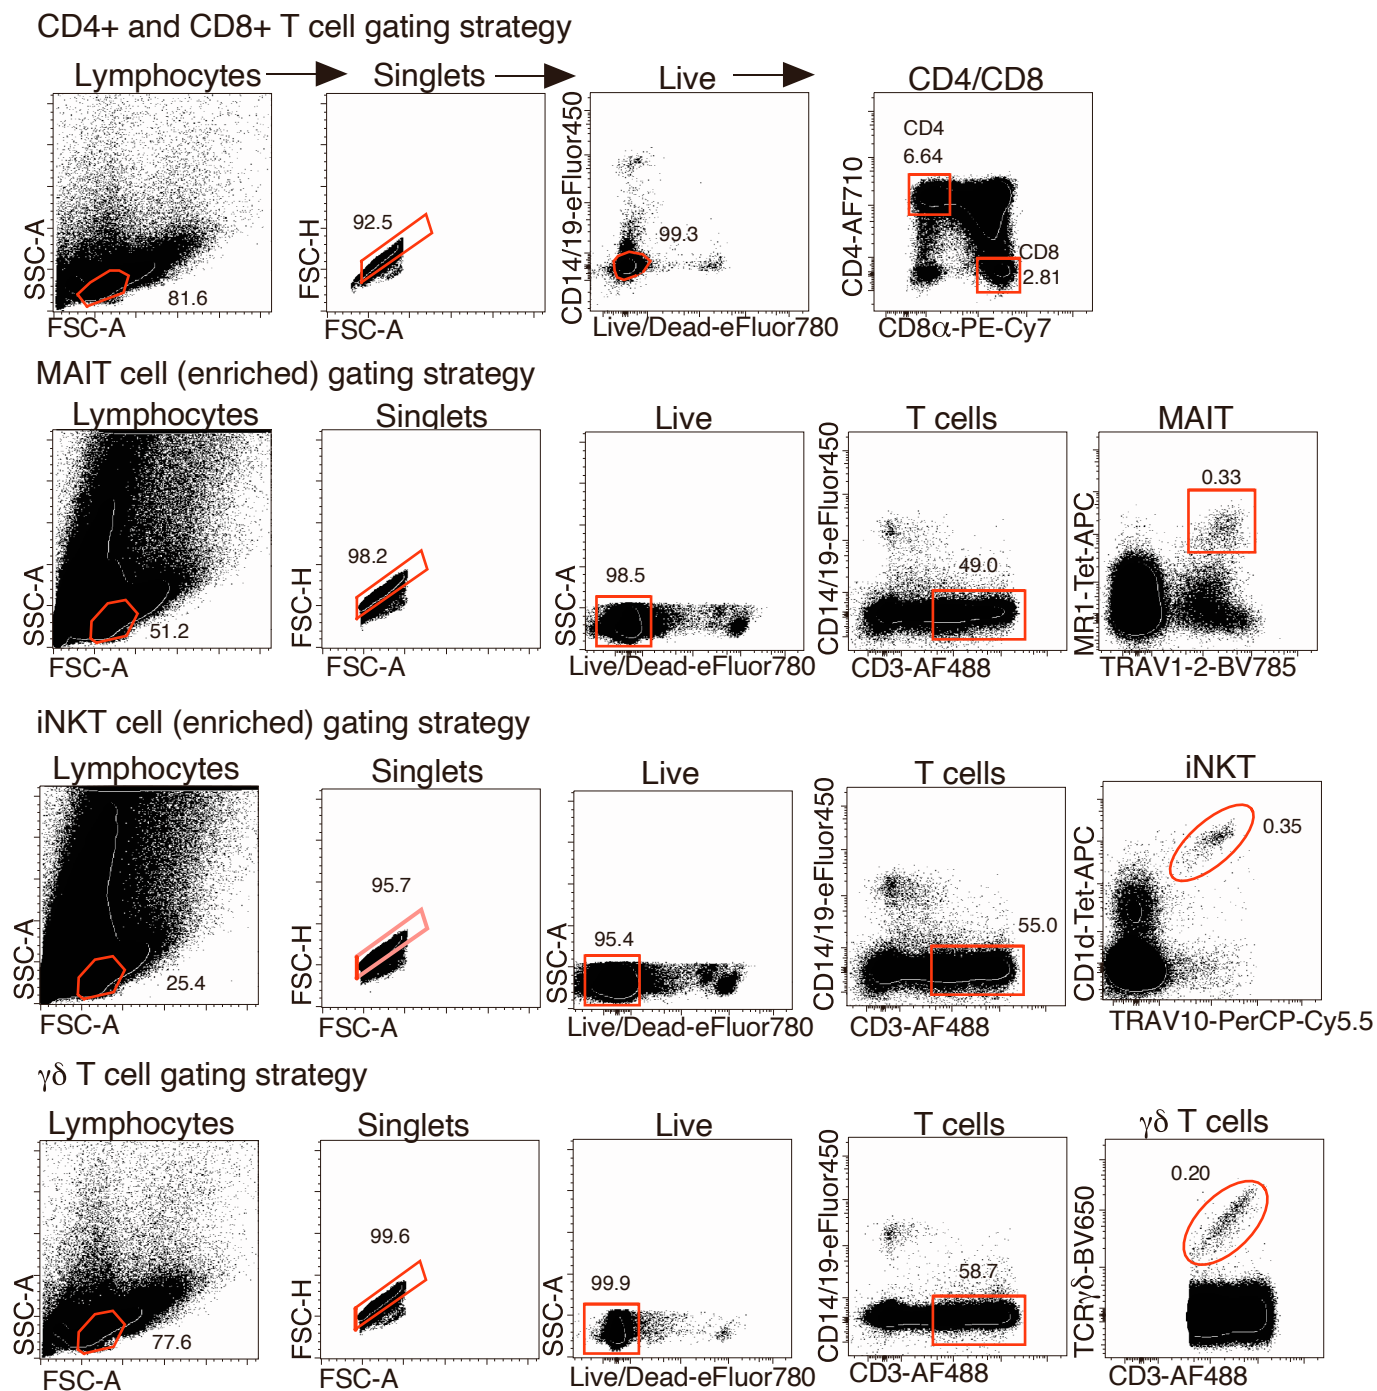 CD4+ and CD8+ T cell gating strategy
Lymphocytes
Singlets
Live
CD4/CD8
SSC-A
81.6
FSC-A
FSC-H
92.5
FSC-A
CD14/19-eFluor450
99.3
Live/Dead-eFluor780
CD4-AF710
CD4
6.64
CD8
2.81
CD8α-PE-Cy7
MAIT cell (enriched) gating strategy
Lymphocytes
Singlets
Live
T cells
MAIT
SSC-A
51.2
FSC-A
FSC-H
98.2
FSC-A
SSC-A
98.5
Live/Dead-eFluor780
CD14/19-eFluor450
49.0
CD3-AF488
MR1-Tet-APC
0.33
TRAV1-2-BV785
iNKT cell (enriched) gating strategy
Lymphocytes
Singlets
Live
T cells
iNKT
SSC-A
25.4
FSC-A
FSC-H
95.7
FSC-A
SSC-A
95.4
Live/Dead-eFluor780
CD14/19-eFluor450
55.0
CD3-AF488
CD1d-Tet-APC
0.35
TRAV10-PerCP-Cy5.5
γδ T cell gating strategy
Lymphocytes
Singlets
Live
T cells
γδ T cells
SSC-A
77.6
FSC-A
FSC-H
99.6
FSC-A
SSC-A
99.9
Live/Dead-eFluor780
CD14/19-eFluor450
58.7
CD3-AF488
TCRγδ-BV650
0.20
CD3-AF488